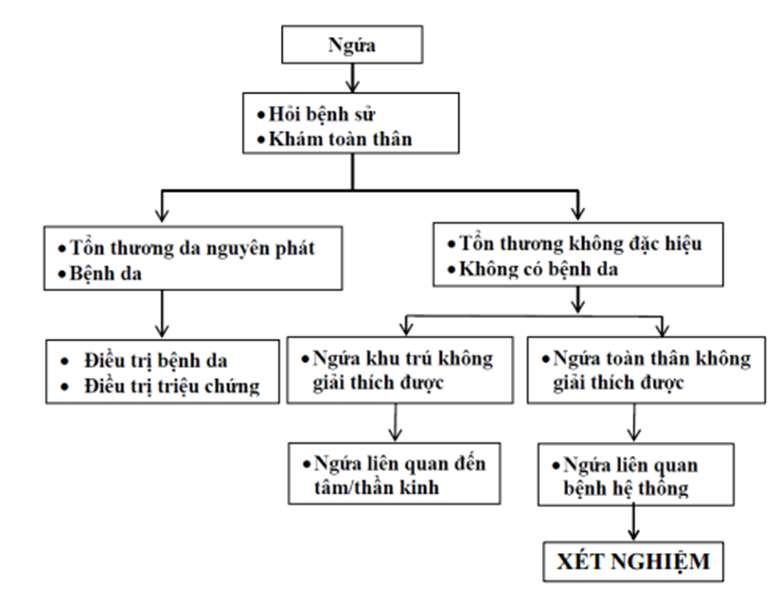 Ngứa
•Hỏi bệnh sử
•Khám toàn thân
•Tổn thương da nguyên phát
•Bệnh da
•Tổn thương không đặc hiệu
•Không có bệnh da
• Điều trị bệnh da
• Điều trị triệu chứng
•Ngứa khu trú không
giải thích được
•Ngứa toàn thân không
giải thích được
•Ngứa liên quan đến
tâm/thần kinh
•Ngứa liên quan
bệnh hệ thống
XÉT NGHIỆM